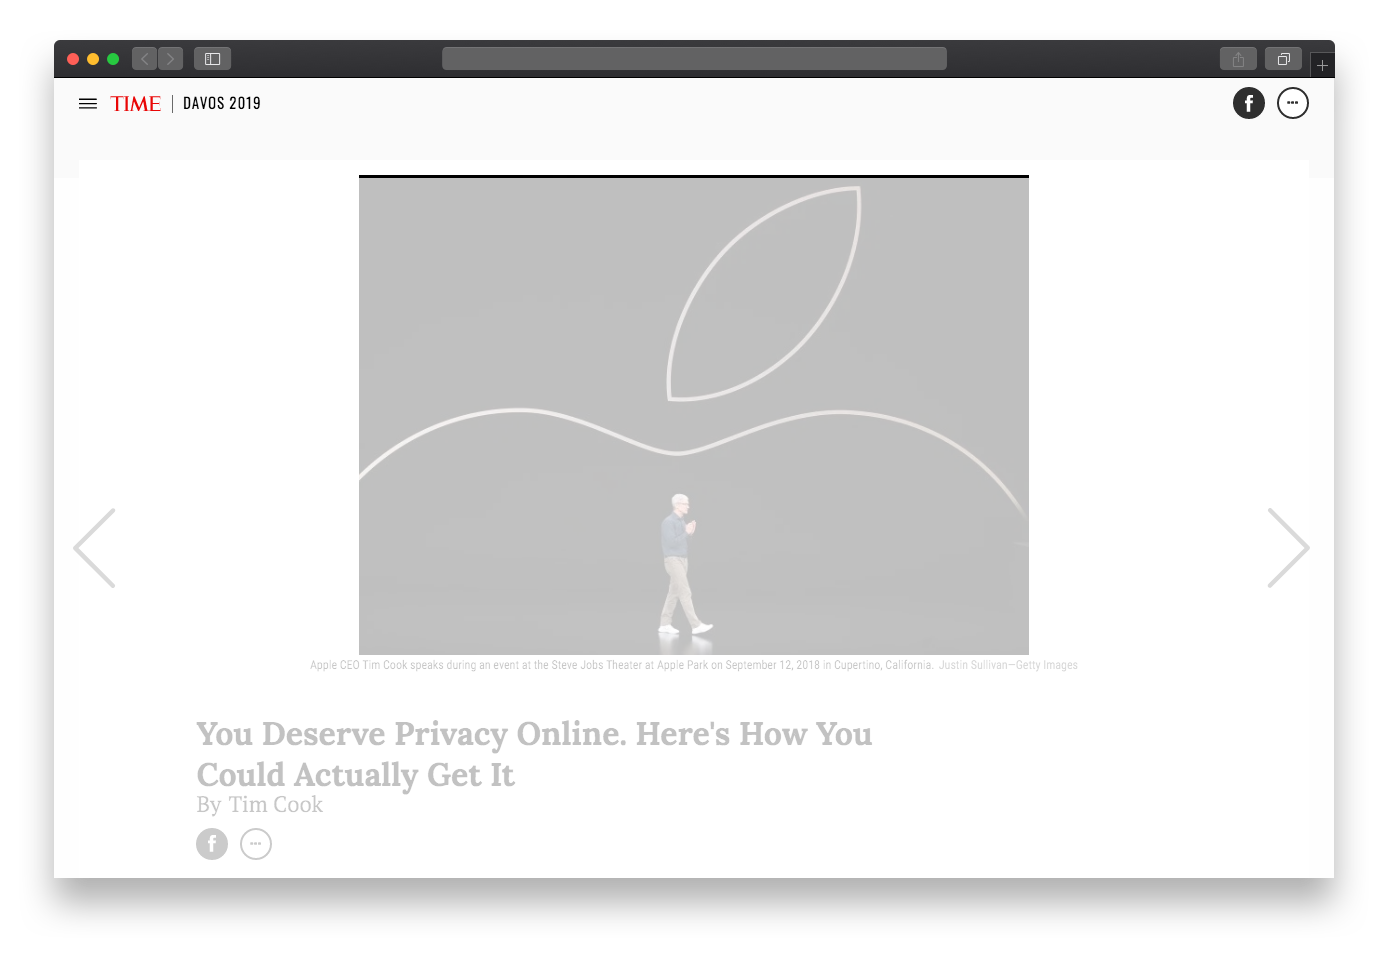 TIME | DAVOS 2019
Apple CEO Tim Cook speaks during an event at the Steve Jobs Theater at Apple Park on September 12, 2018 in Cupertino, California. Justin Sullivan—Getty Images
You Deserve Privacy Online. Here's How You
Could Actually Get It
By Tim Cook